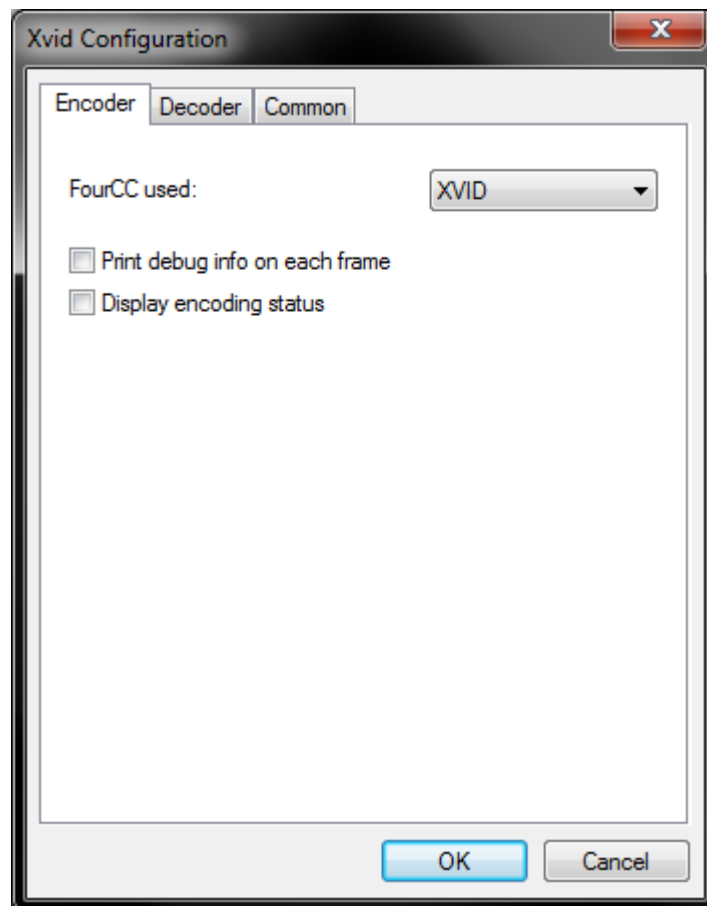 Xvid Configuration
Encoder Decoder Common
FourCC used: XVID
Print debug info on each frame
Display encoding status
OK Cancel